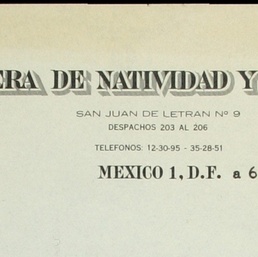 ERA DE NATIVIDAD Y
SAN JUAN DE LETRAN Nº 9
DESPACHOS 203 AL 206
TELEFONOS: 12-30-95 - 35-28-51
MEXICO 1, D.F. a 6